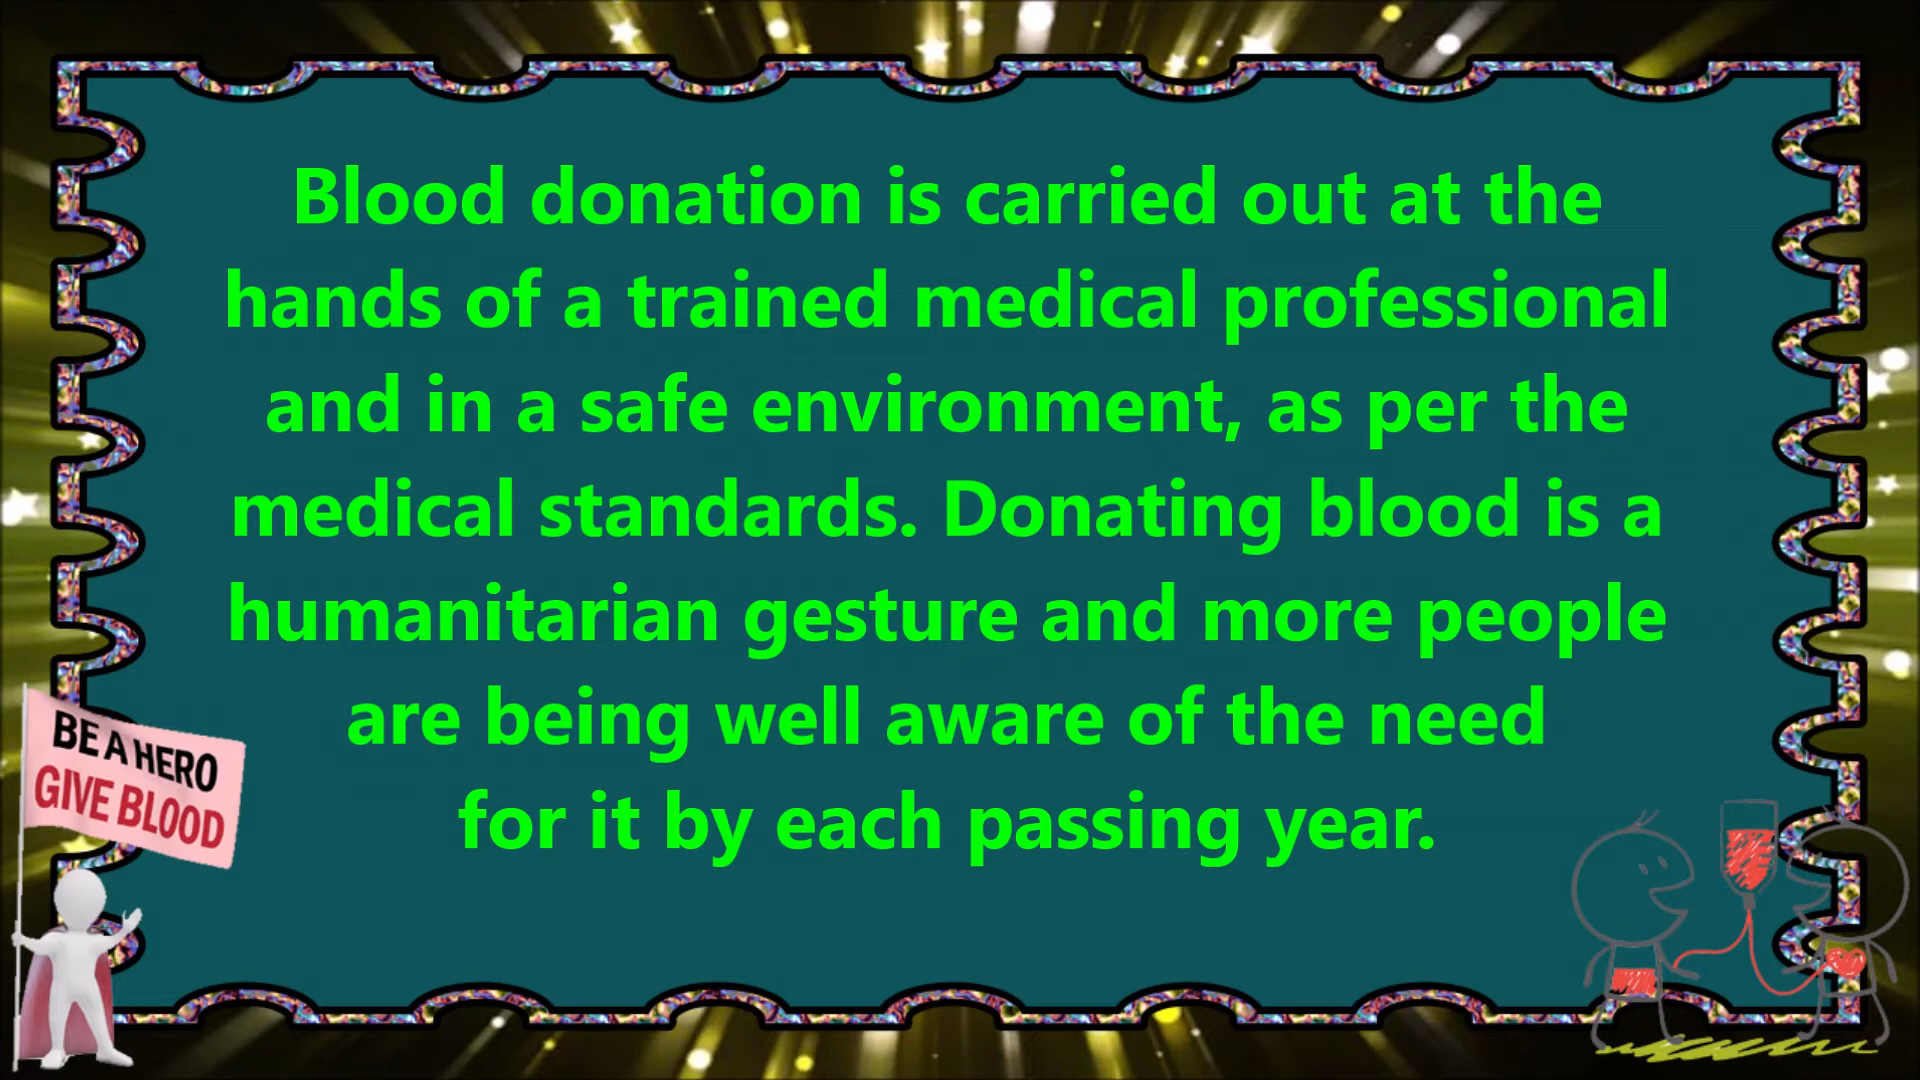 Blood donation is carried out at the
hands of a trained medical professional
and in a safe environment, as per the
medical standards. Donating blood is a
humanitarian gesture and more people
are being well aware of the need
for it by each passing year.
BE A HERO
GIVE BLOOD